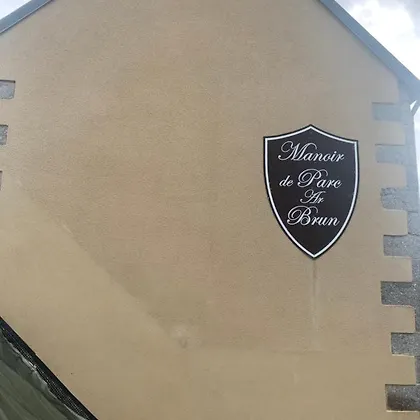 Manoir
de Parc
Ar
Brun